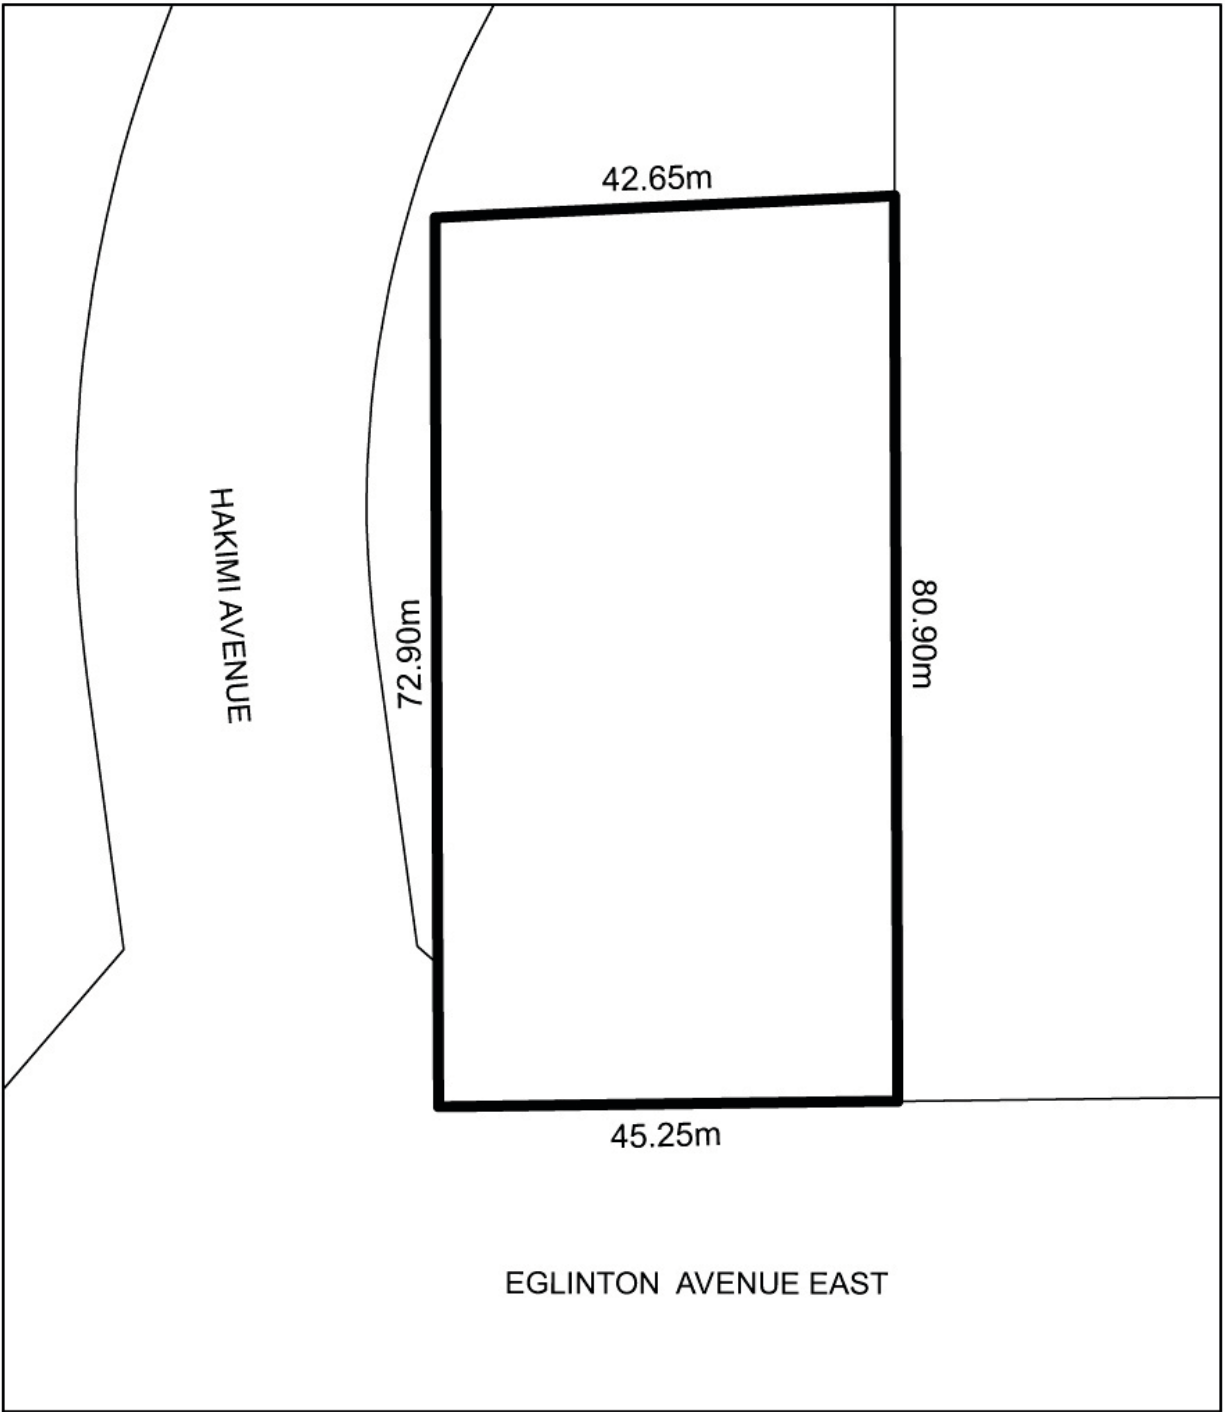 42.65m
HAKIMI AVENUE
72.90m
80.90m
45.25m
EGLINTON AVENUE EAST